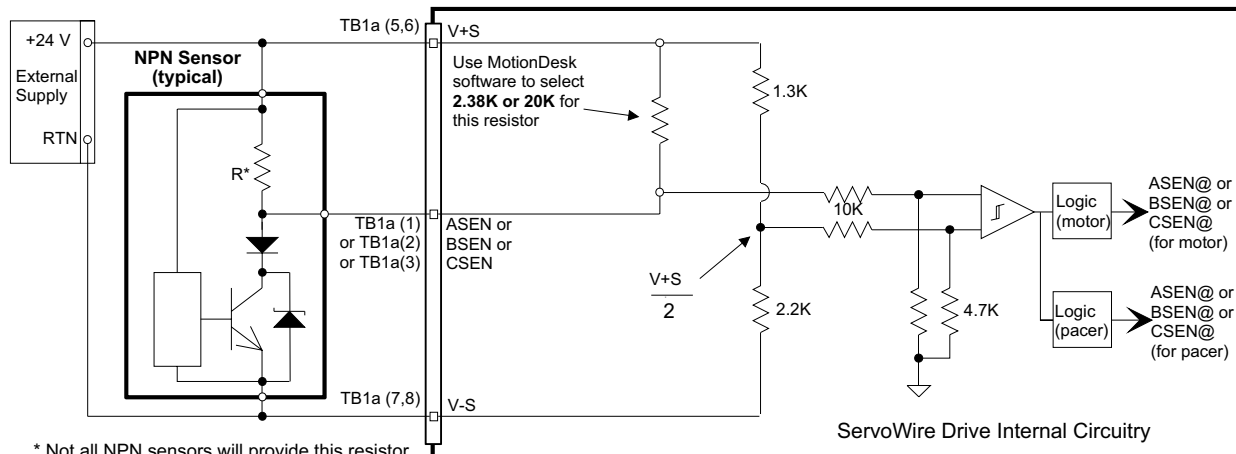 +24 V
External
Supply
RTN
NPN Sensor
(typical)
R*
* Not all NPN sensors will provide this resistor
TB1a (5,6)
V+S
Use MotionDesk
software to select
2.38K or 20K for
this resistor
1.3K
TB1a (1)
or TB1a(2)
or TB1a(3)
ASEN or
BSEN or
CSEN
10K
V+S
2
2.2K
4.7K
Logic
(motor)
ASEN@ or
BSEN@ or
CSEN@
(for motor)
Logic
(pacer)
ASEN@ or
BSEN@ or
CSEN@
(for pacer)
TB1a (7,8)
V-S
ServoWire Drive Internal Circuitry